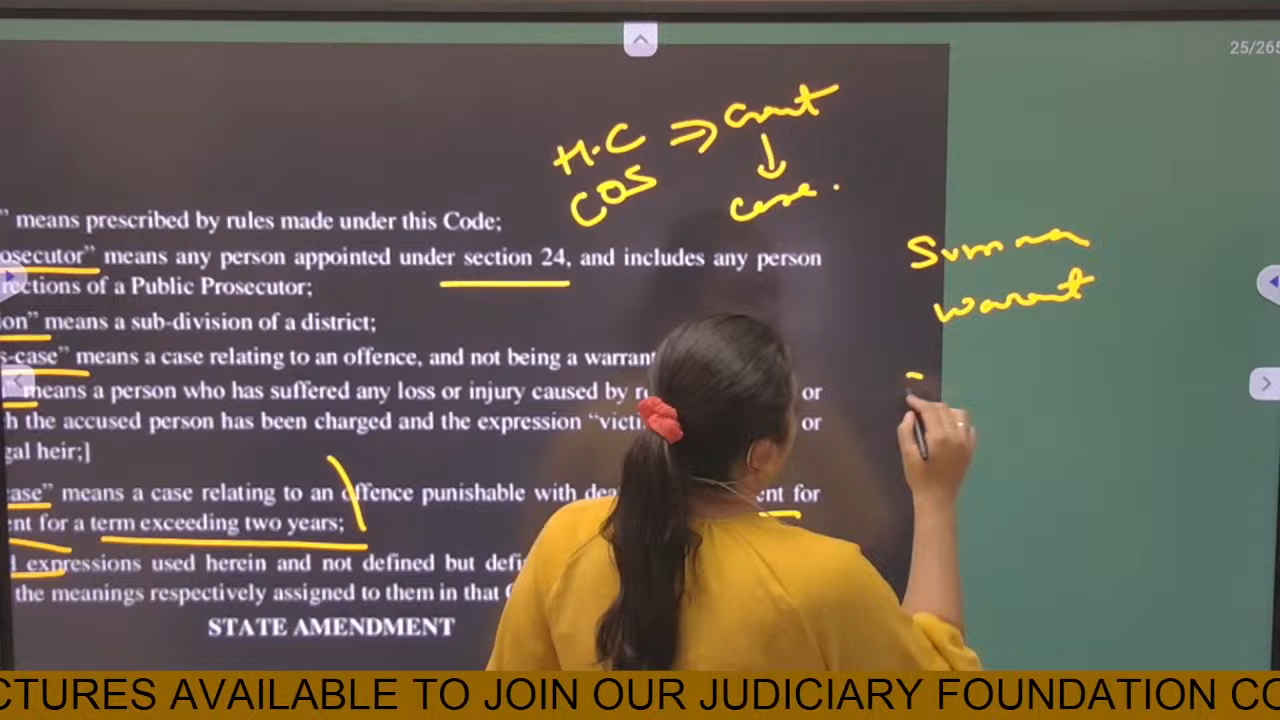 25/265
H.C ⇒ Court
COS ↓
case.
" means prescribed by rules made under this Code;
osecutor" means any person appointed under section 24, and includes any person
rections of a Public Prosecutor;
Summon
warrant
ion" means a sub-division of a district;
s-case" means a case relating to an offence, and not being a warrant
means a person who has suffered any loss or injury caused by or
h the accused person has been charged and the expression "victi or
gal heir;]
case" means a case relating to an offence punishable with dea ent for
ent for a term exceeding two years;
d expressions used herein and not defined but defi
the meanings respectively assigned to them in that
STATE AMENDMENT
CTURES AVAILABLE TO JOIN OUR JUDICIARY FOUNDATION CO